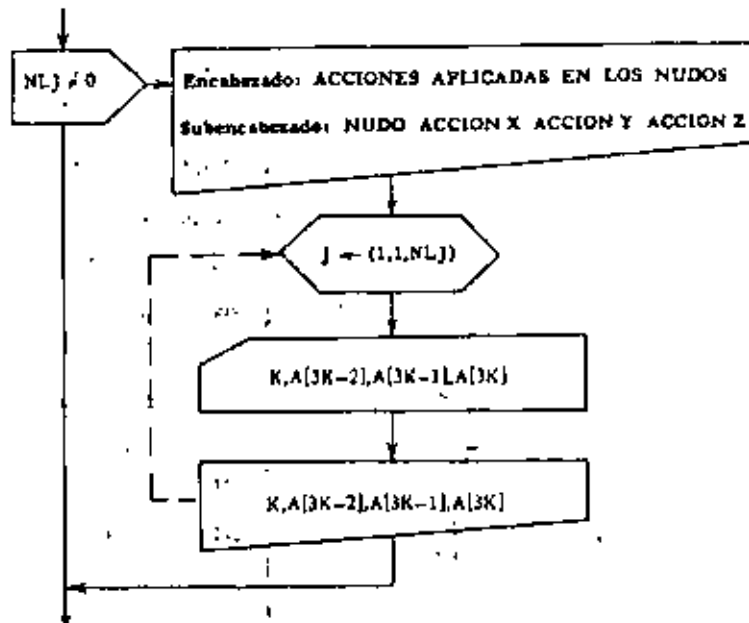 NLJ ≠ 0
Encabezado: ACCIONES APLICADAS EN LOS NUDOS
Subencabezado: NUDO ACCION X ACCION Y ACCION Z
J ← (1,1,NLJ)
K,A[3K-2],A[3K-1],A[3K]
K,A[3K-2],A[3K-1],A[3K]